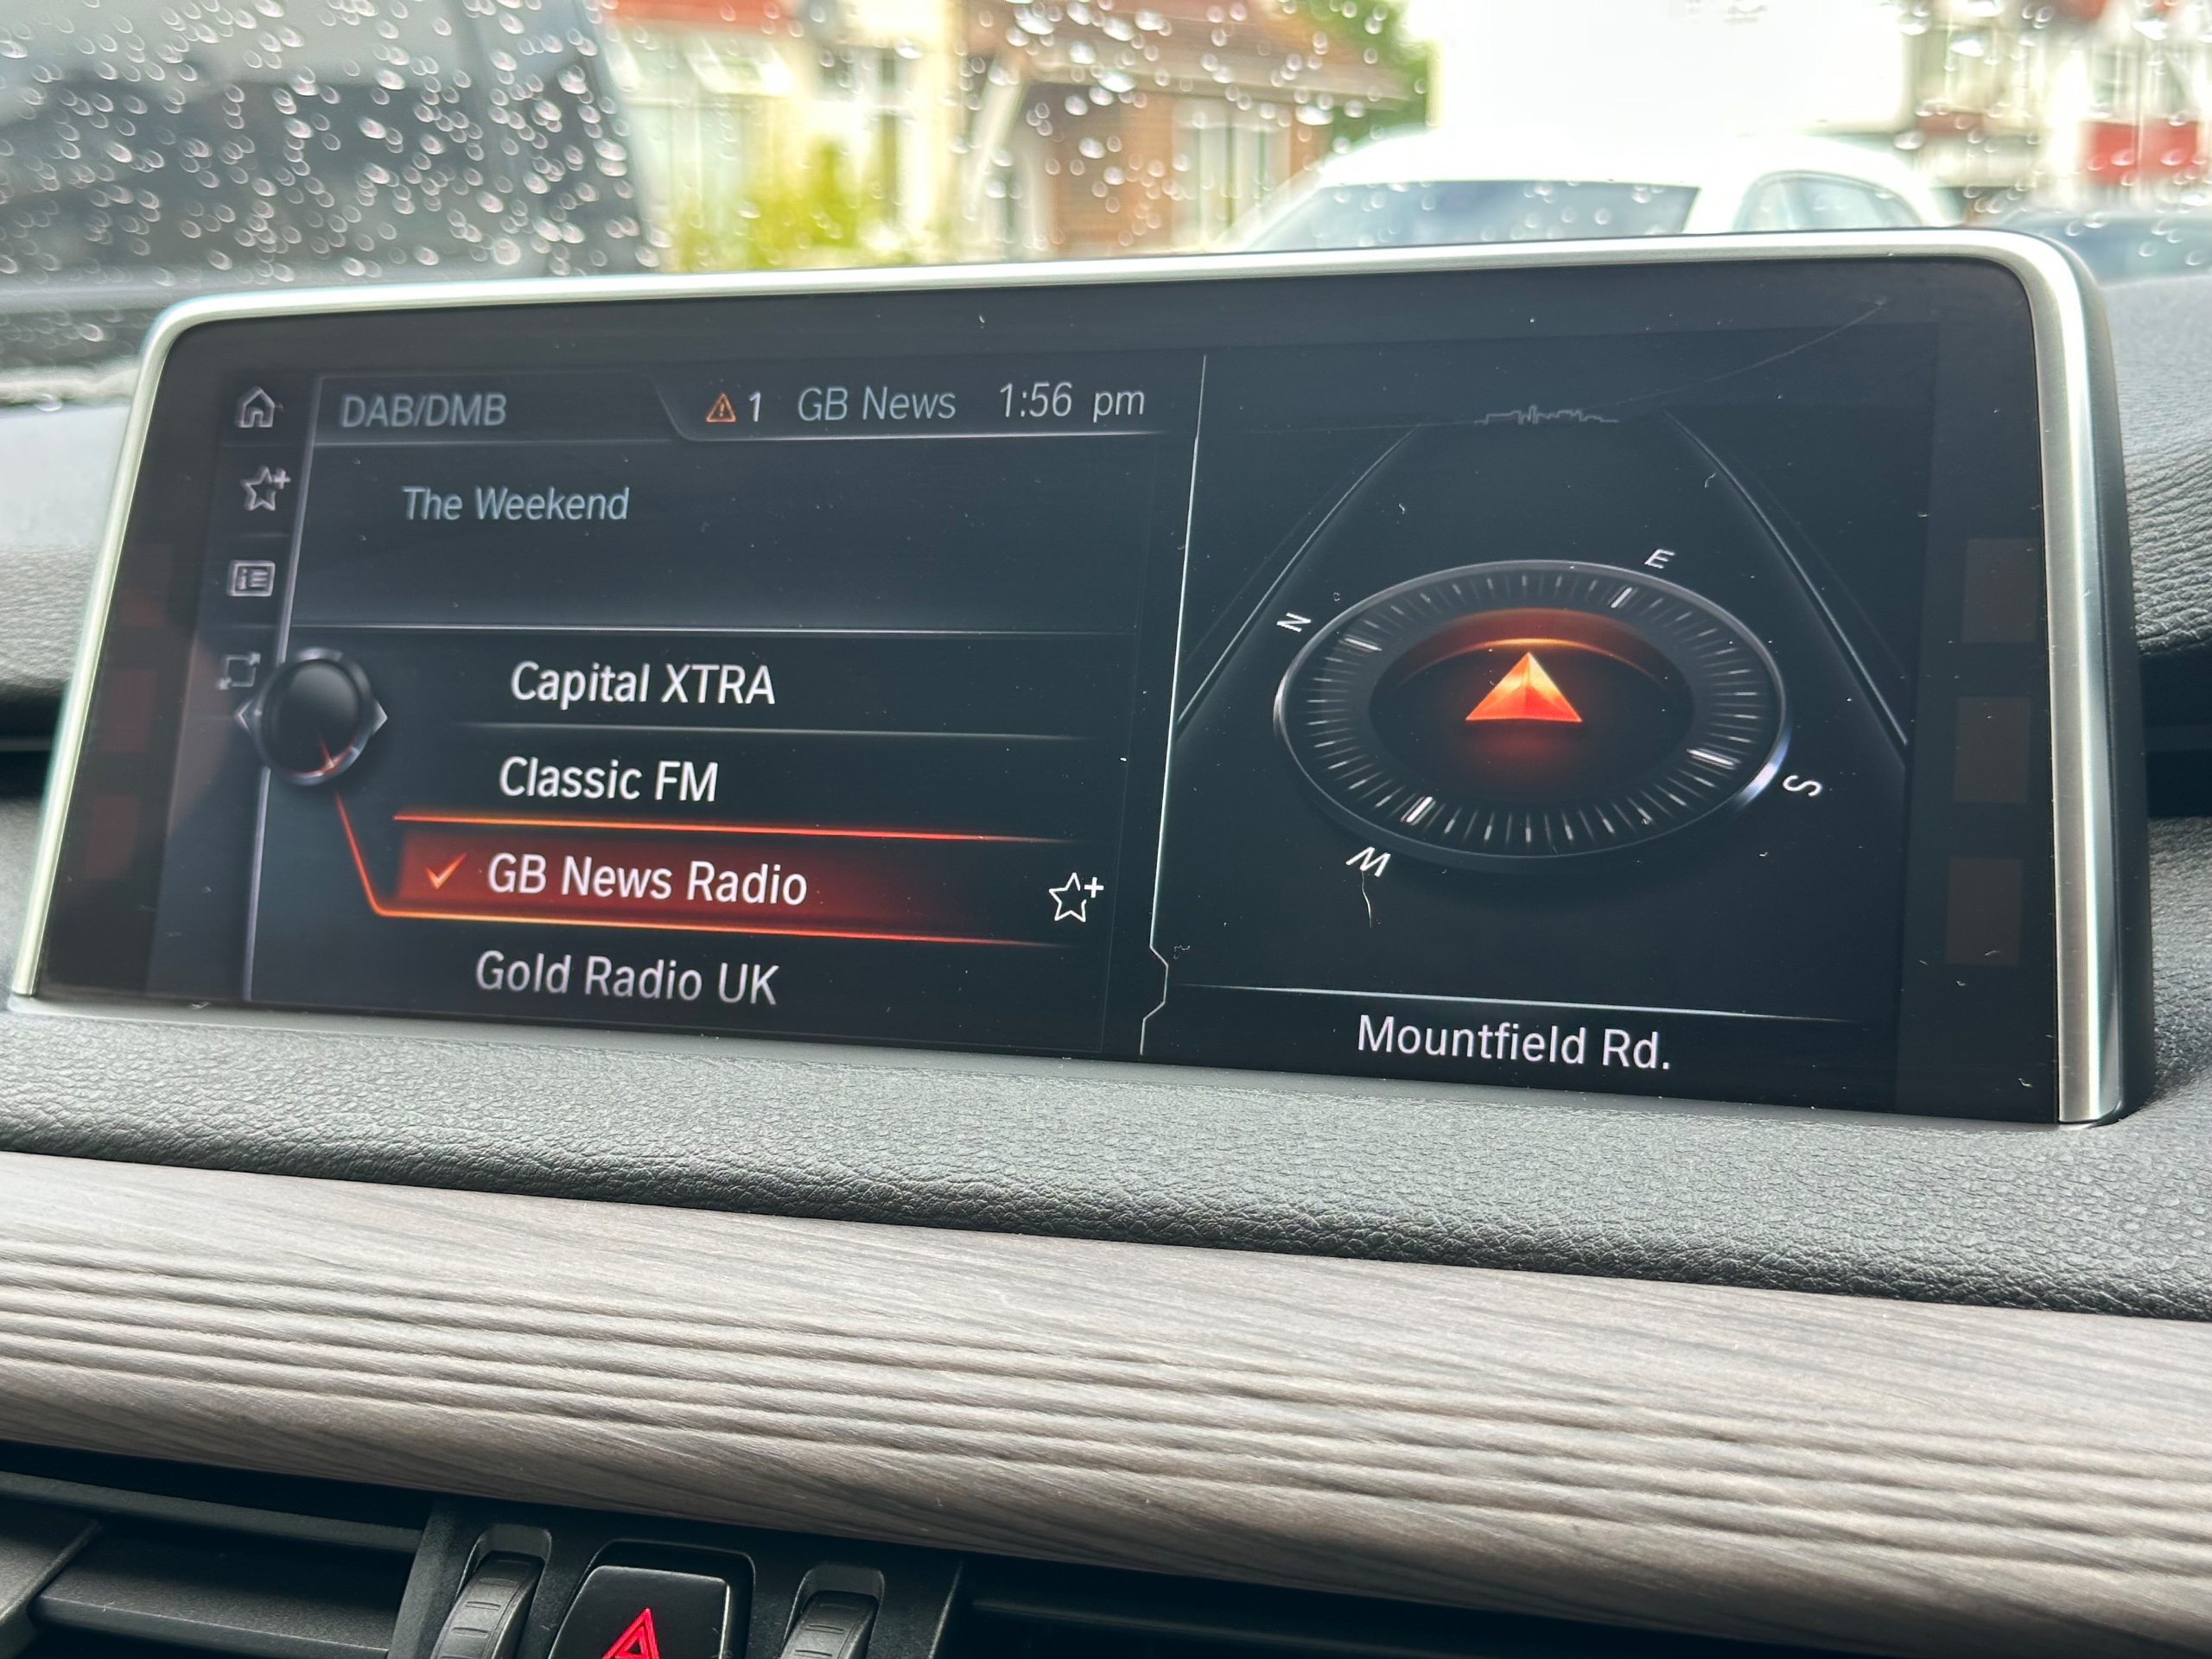 DAB/DMB
1 GB News 1:56 pm
The Weekend
Capital XTRA
Classic FM
GB News Radio
Gold Radio UK
N
E
S
W
Mountfield Rd.